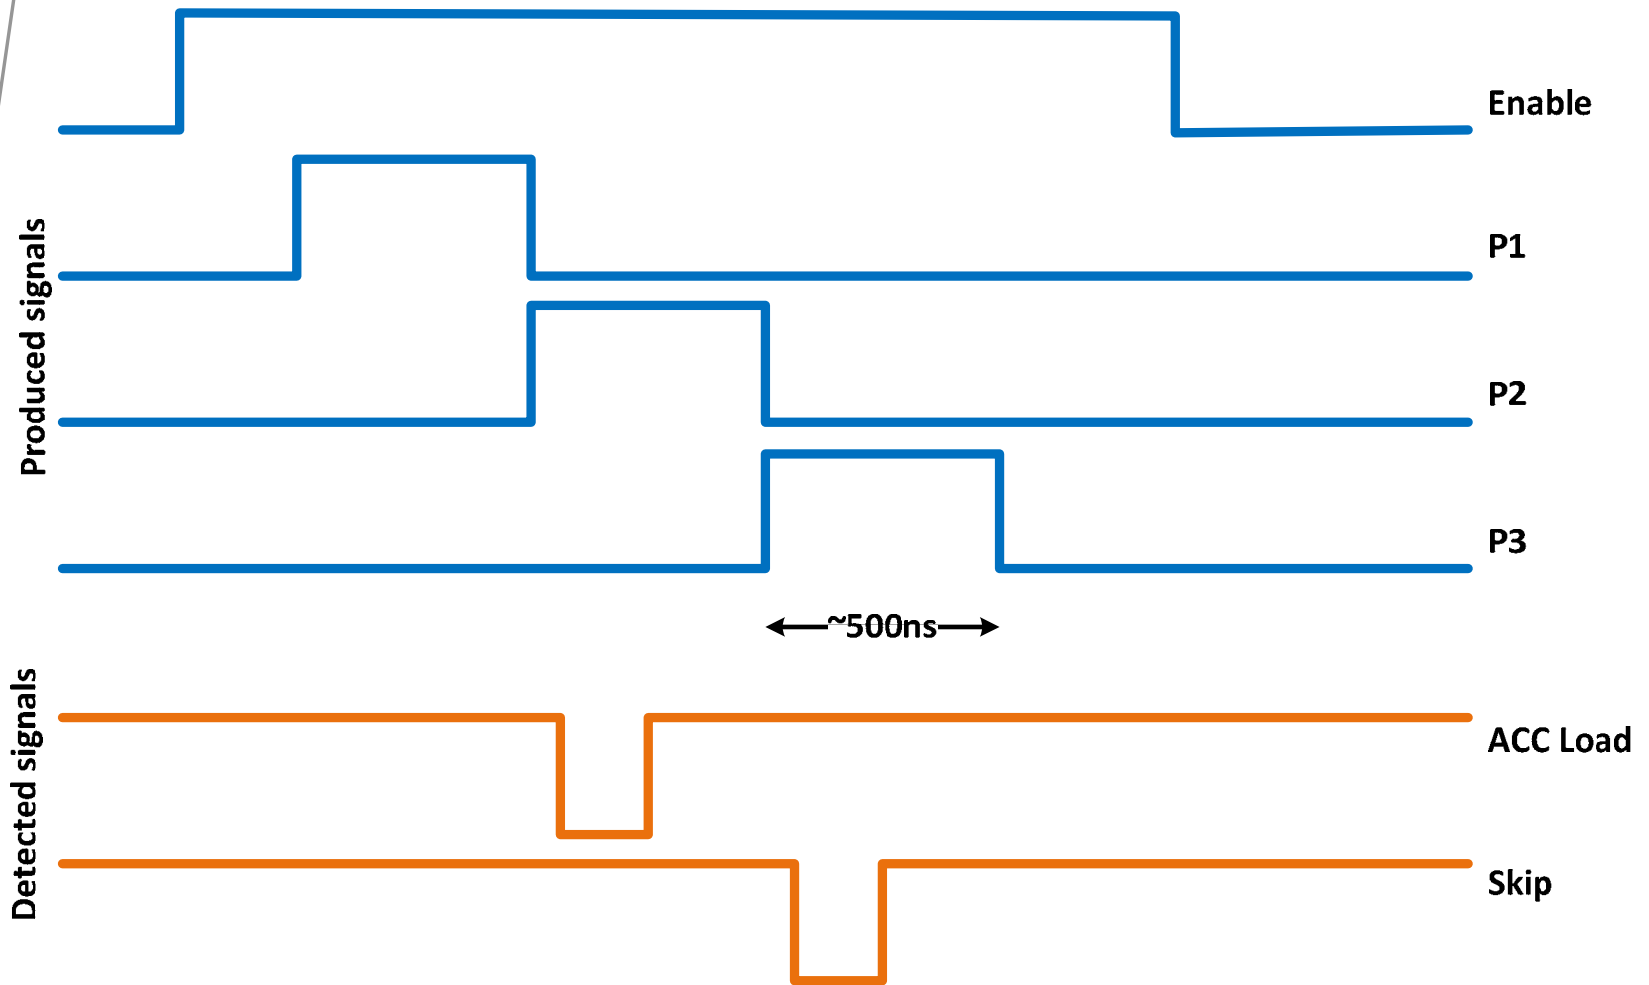 Enable
Produced signals
P1
P2
P3
~500ns
Detected signals
ACC Load
Skip